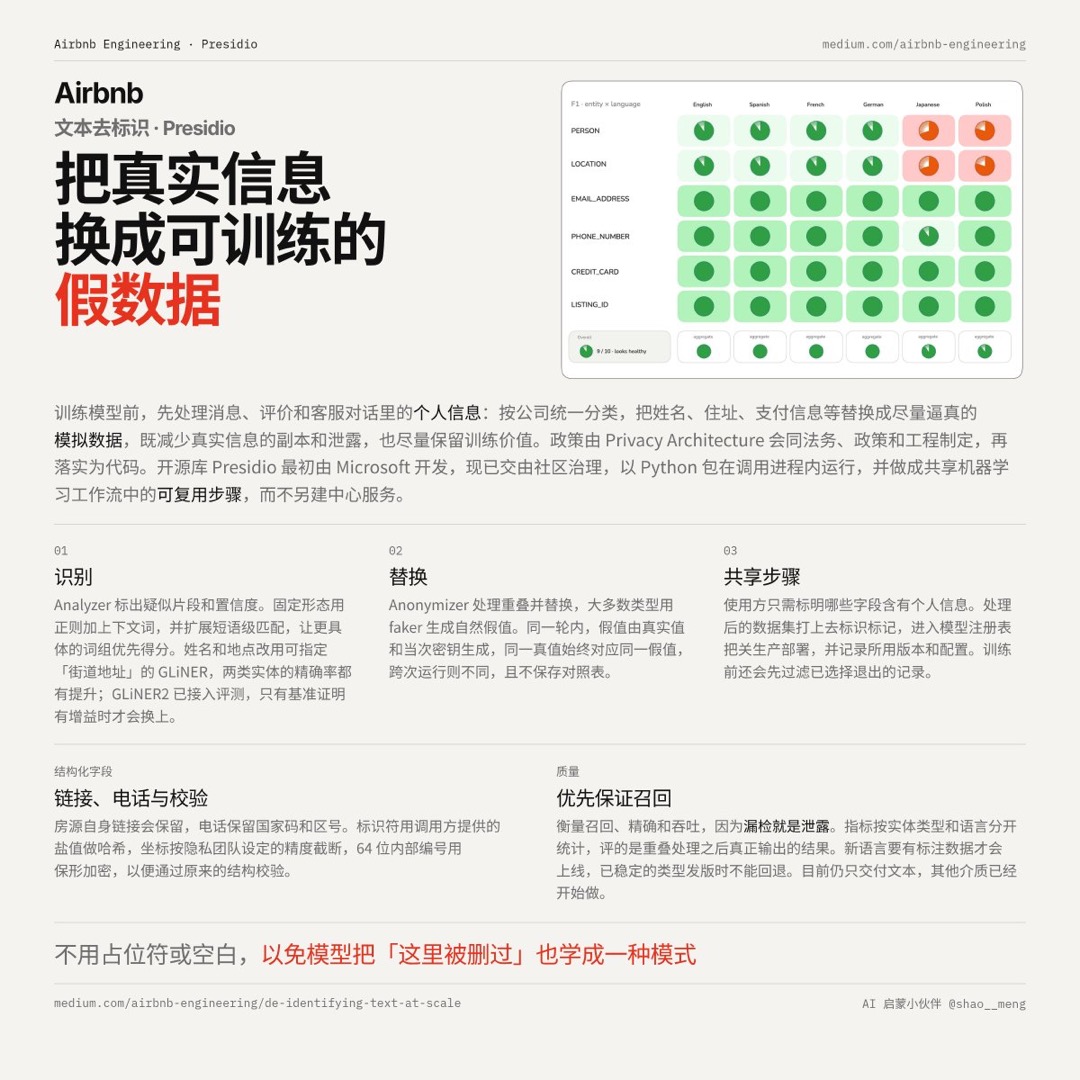 Airbnb Engineering · Presidio
medium.com/airbnb-engineering
Airbnb
文本去标识 · Presidio
把真实信息
换成可训练的
假数据
F1 · entity × language
English Spanish French German Japanese Polish
PERSON
LOCATION
EMAIL_ADDRESS
PHONE_NUMBER
CREDIT_CARD
LISTING_ID
Overall
9 / 10 · looks healthy
aggregate aggregate aggregate aggregate aggregate aggregate
训练模型前，先处理消息、评价和客服对话里的个人信息：按公司统一分类，把姓名、住址、支付信息等替换成尽量逼真的
模拟数据，既减少真实信息的副本和泄露，也尽量保留训练价值。政策由 Privacy Architecture 会同法务、政策和工程制定，再
落实为代码。开源库 Presidio 最初由 Microsoft 开发，现已交由社区治理，以 Python 包在调用进程内运行，并做成共享机器学
习工作流中的可复用步骤，而不另建中心服务。
01
识别
Analyzer 标出疑似片段和置信度。固定形态用
正则加上下文词，并扩展短语级匹配，让更具
体的词组优先得分。姓名和地点改用可指定
「街道地址」的 GLiNER，两类实体的精确率都
有提升；GLiNER2 已接入评测，只有基准证明
有增益时才会换上。
02
替换
Anonymizer 处理重叠并替换，大多数类型用
faker 生成自然假值。同一轮内，假值由真实值
和当次密钥生成，同一真值始终对应同一假值，
跨次运行则不同，且不保存对照表。
03
共享步骤
使用方只需标明哪些字段含有个人信息。处理
后的数据集打上去标识标记，进入模型注册表
把关生产部署，并记录所用版本和配置。训练
前还会先过滤已选择退出的记录。
结构化字段
链接、电话与校验
房源自身链接会保留，电话保留国家码和区号。标识符用调用方提供的
盐值做哈希，坐标按隐私团队设定的精度截断，64 位内部编号用
保形加密，以便通过原来的结构校验。
质量
优先保证召回
衡量召回、精确和吞吐，因为漏检就是泄露。指标按实体类型和语言分开
统计，评的是重叠处理之后真正输出的结果。新语言要有标注数据才会
上线，已稳定的类型发版时不能回退。目前仍只交付文本，其他介质已经
开始做。
不用占位符或空白，以免模型把「这里被删过」也学成一种模式
medium.com/airbnb-engineering/de-identifying-text-at-scale
AI 启蒙小伙伴 @shao__meng